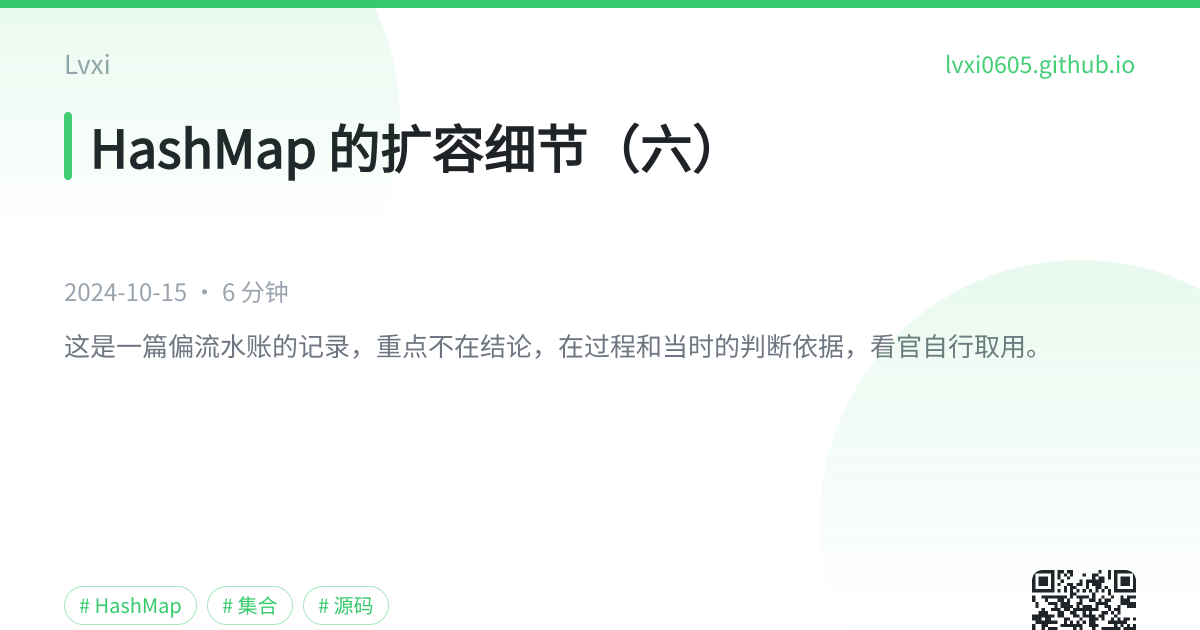 Lvxi
lvxi0605.github.io
HashMap 的扩容细节（六）
2024-10-15 · 6 分钟
这是一篇偏流水账的记录，重点不在结论，在过程和当时的判断依据，看官自行取用。
# HashMap
# 集合
# 源码